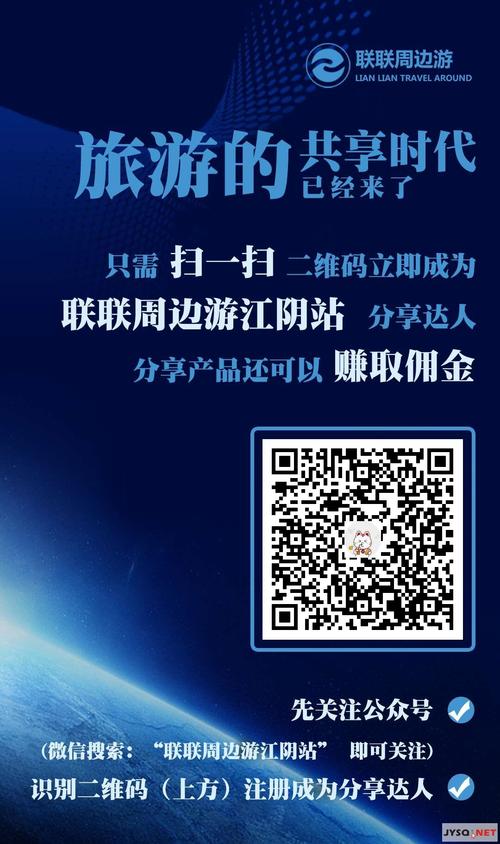 联联周边游
LIAN LIAN TRAVEL AROUND
旅游的 共享时代
已经来了
只需 扫一扫 二维码立即成为
联联周边游江阴站 分享达人
分享产品还可以 赚取佣金
先关注公众号
(微信搜索：“联联周边游江阴站” 即可关注)
识别二维码（上方）注册成为分享达人
JYSQ.NET